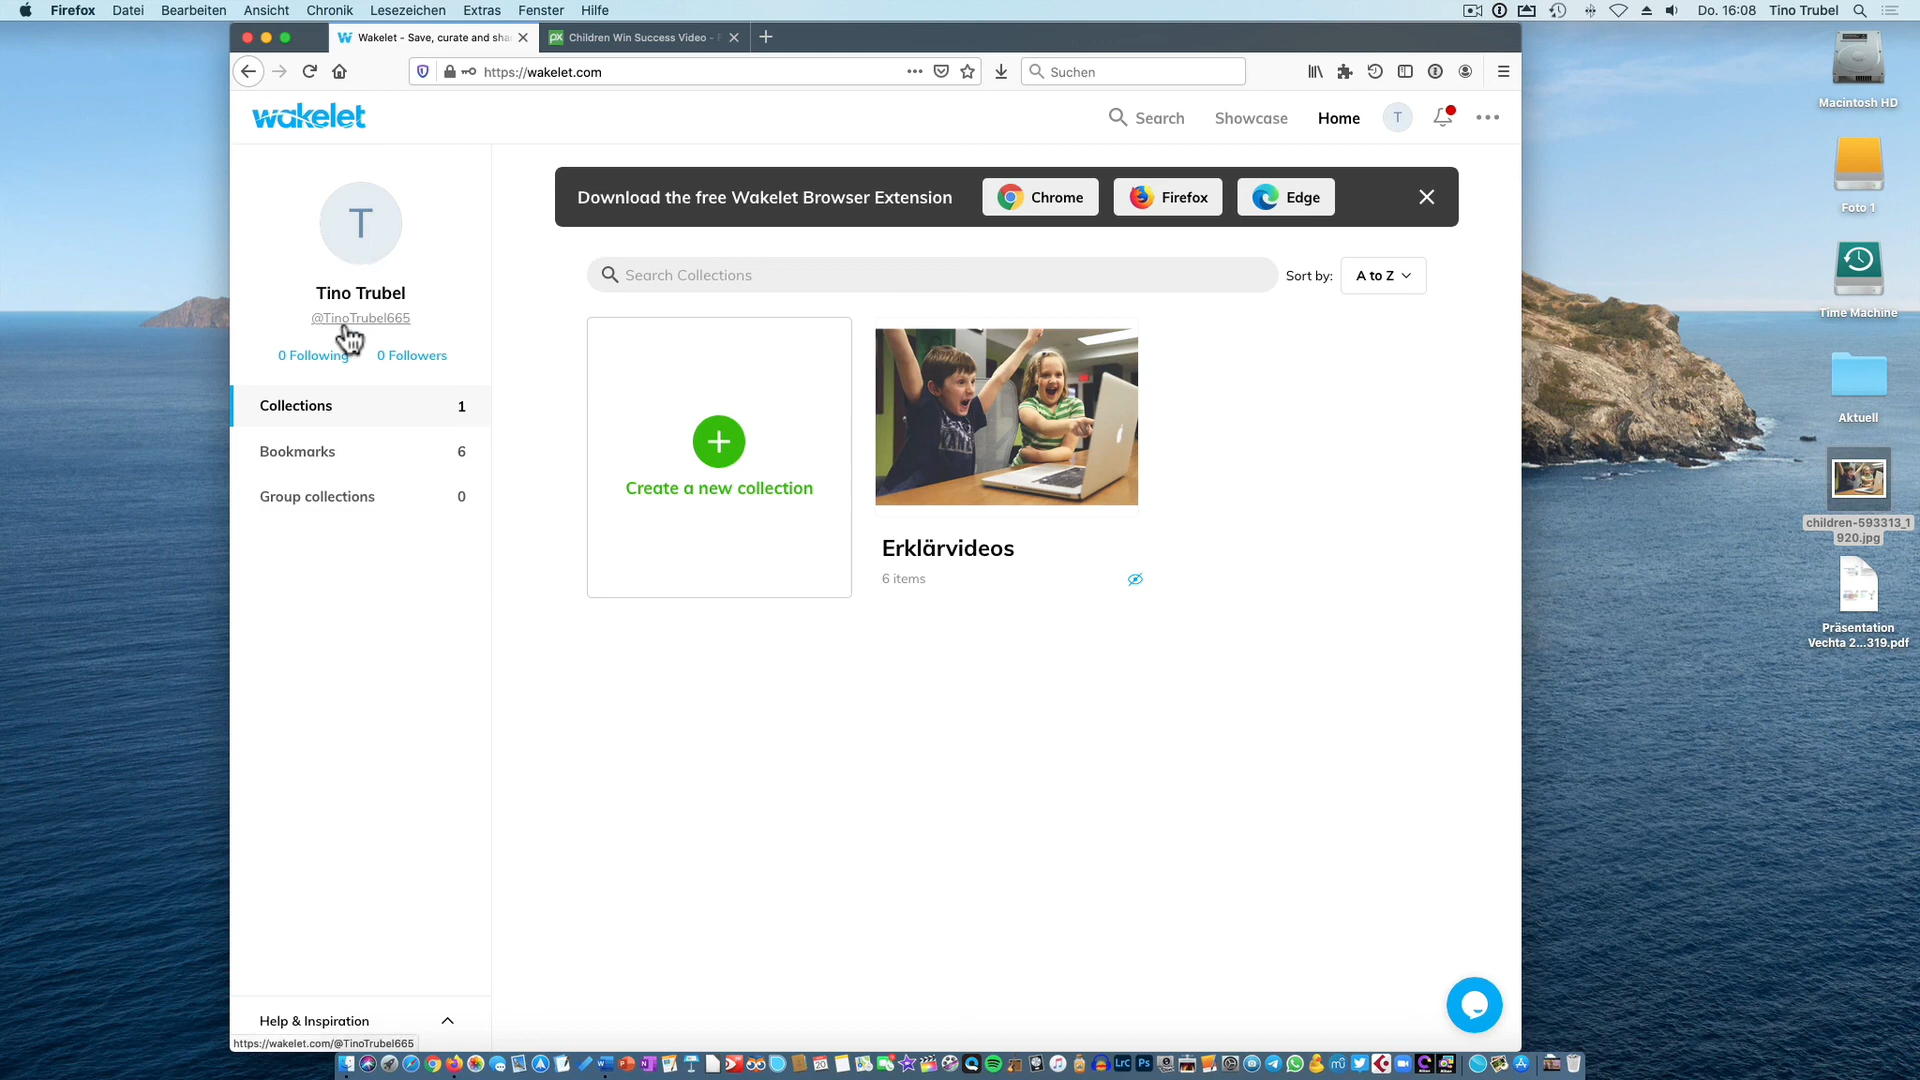 Firefox Datei Bearbeiten Ansicht Chronik Lesezeichen Extras Fenster Hilfe
Do. 16:08 Tino Trubel
Wakelet - Save, curate and sha
Children Win Success Video -
https://wakelet.com
Suchen
wakelet
Search Showcase Home T
Download the free Wakelet Browser Extension Chrome Firefox Edge
T
Tino Trubel
@TinoTrubel665
0 Following 0 Followers
Collections 1
Bookmarks 6
Group collections 0
Search Collections
Sort by: A to Z
Create a new collection
Erklärvideos
6 items
Help & Inspiration
https://wakelet.com/@TinoTrubel665
Macintosh HD
Foto 1
Time Machine
Aktuell
children-593313_1
920.jpg
Präsentation
Vechta 2...319.pdf